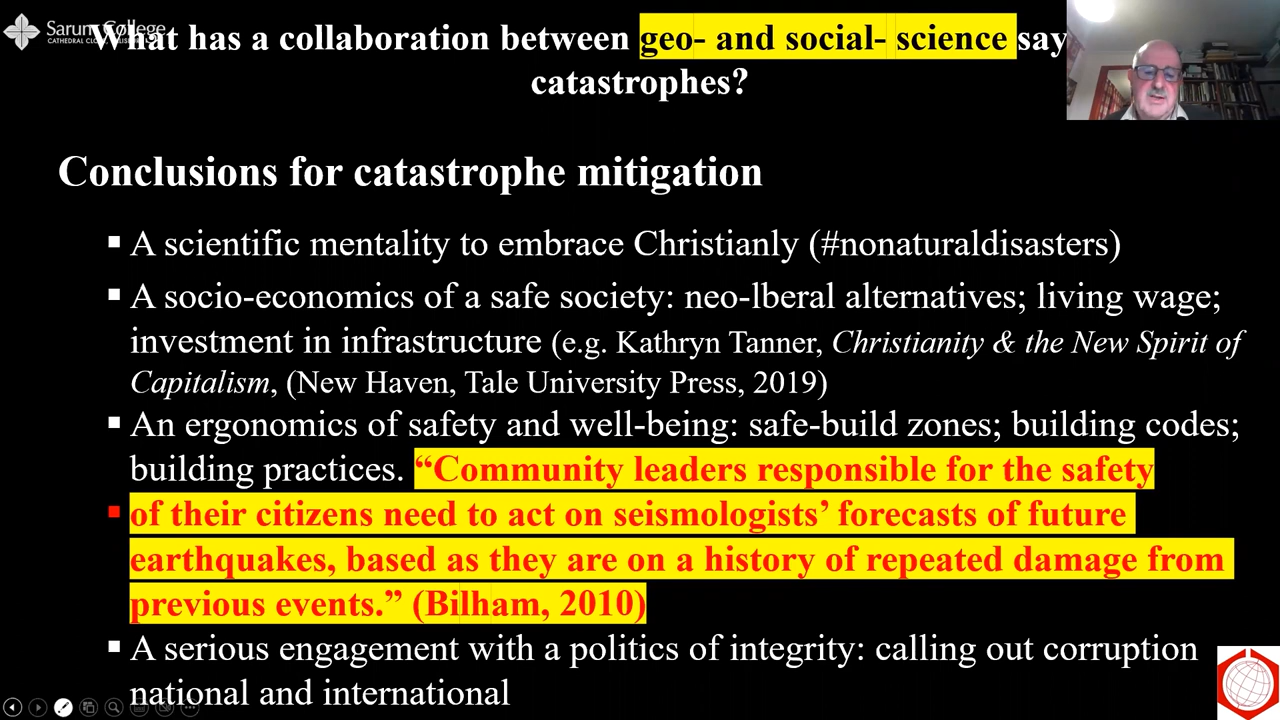 Sarum College
CATHEDRAL CLOSE
What has a collaboration between geo- and social- science say
catastrophes?
Conclusions for catastrophe mitigation
▪ A scientific mentality to embrace Christianly (#nonaturaldisasters)
▪ A socio-economics of a safe society: neo-lberal alternatives; living wage;
investment in infrastructure (e.g. Kathryn Tanner, Christianity & the New Spirit of
Capitalism, (New Haven, Tale University Press, 2019)
▪ An ergonomics of safety and well-being: safe-build zones; building codes;
building practices. “Community leaders responsible for the safety
▪ of their citizens need to act on seismologists’ forecasts of future
earthquakes, based as they are on a history of repeated damage from
previous events.” (Bilham, 2010)
▪ A serious engagement with a politics of integrity: calling out corruption
national and international